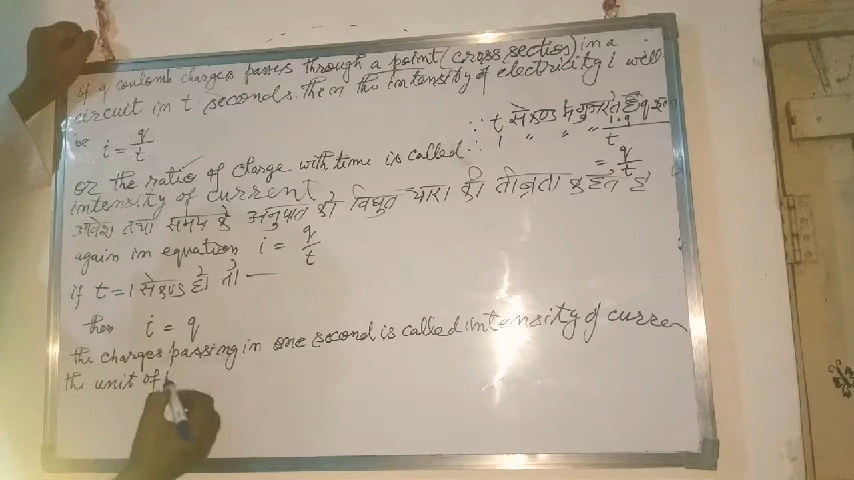 if q coulomb charges passes through a point (cross section) in a
circuit in t seconds. Then the intensity of electricity i will
be i = q/t
∵ t सेकण्ड में गुजरते हैं q
∴ 1 " " " 1.q/t
= q/t
or the ratio of charge with time is called
intensity of current
आवेश तथा समय के अनुपात को विधुत धारा की तीव्रता कहते है
again in equation i = q/t
if t = 1 सेकण्ड हो तो —
then i = q
the charges passing in one second is called intensity of curren
the unit of